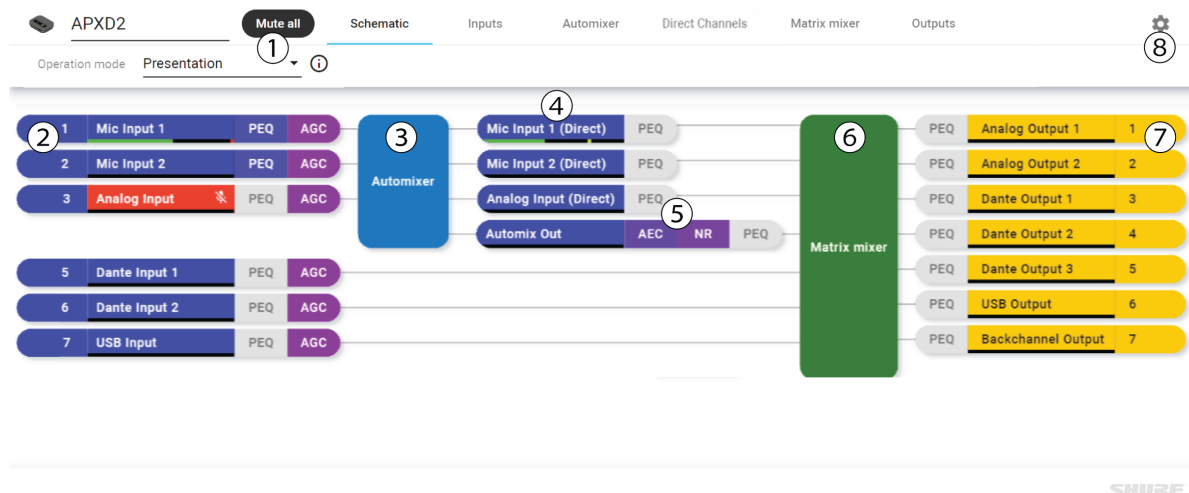 APXD2 Mute all Schematic Inputs Automixer Direct Channels Matrix mixer Outputs
1 8
Operation mode Presentation
4
2 1 Mic Input 1 PEQ AGC 3 Mic Input 1 (Direct) PEQ 6 PEQ Analog Output 1 1 7
2 Mic Input 2 PEQ AGC Mic Input 2 (Direct) PEQ PEQ Analog Output 2 2
Automixer
3 Analog Input PEQ AGC Analog Input (Direct) PEQ PEQ Dante Output 1 3
5
Automix Out AEC NR PEQ PEQ Dante Output 2 4
Matrix mixer
5 Dante Input 1 PEQ AGC PEQ Dante Output 3 5
6 Dante Input 2 PEQ AGC PEQ USB Output 6
7 USB Input PEQ AGC PEQ Backchannel Output 7
SHURE